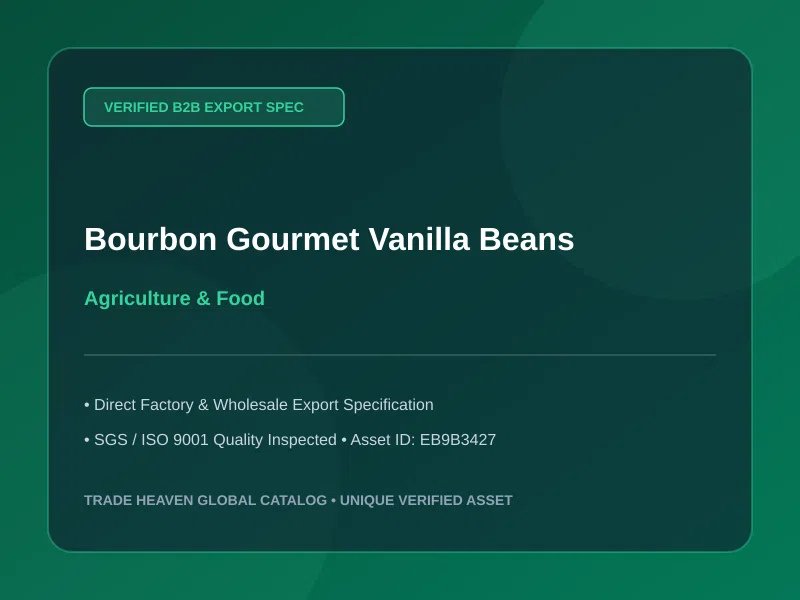 VERIFIED B2B EXPORT SPEC
Bourbon Gourmet Vanilla Beans
Agriculture & Food
• Direct Factory & Wholesale Export Specification
• SGS / ISO 9001 Quality Inspected • Asset ID: EB9B3427
TRADE HEAVEN GLOBAL CATALOG • UNIQUE VERIFIED ASSET